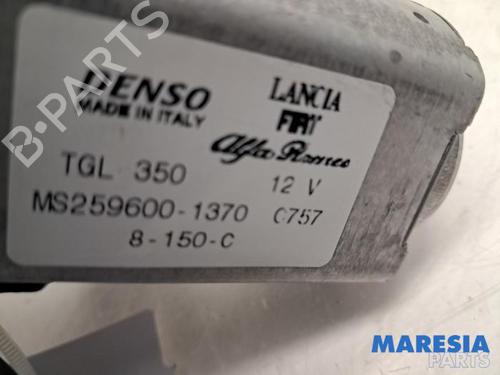 DENSO
MADE IN ITALY
LANCIA
FIAT
Alfa Romeo
TGL 350
12 V
MS259600-1370 C757
8-150-C
B-PARTS
MARESIA
PARTS